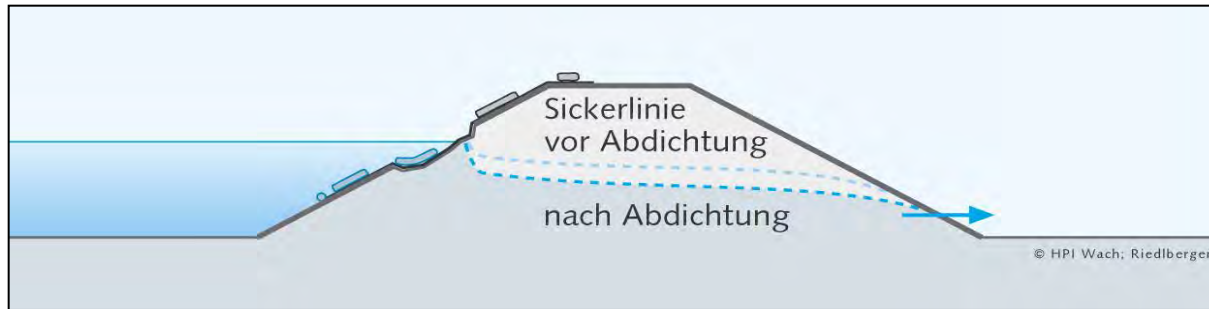 Sickerlinie
vor Abdichtung
nach Abdichtung
© HPI Wach; Riedlberger